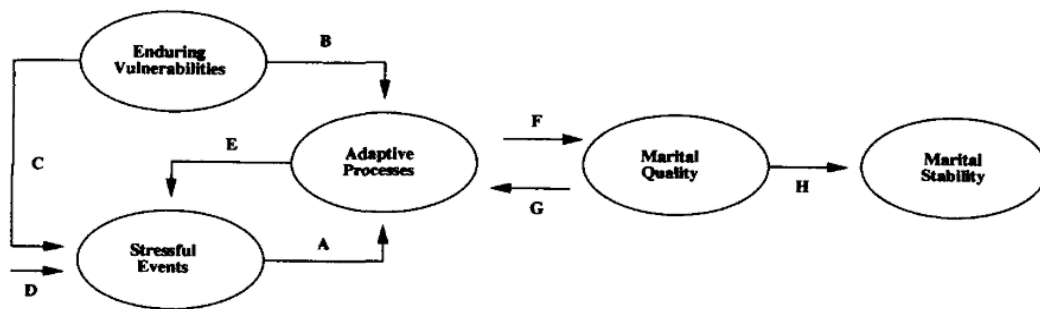 Enduring
Vulnerabilities
B
C
E
Adaptive
Processes
F
G
Marital
Quality
H
Marital
Stability
Stressful
Events
A
D